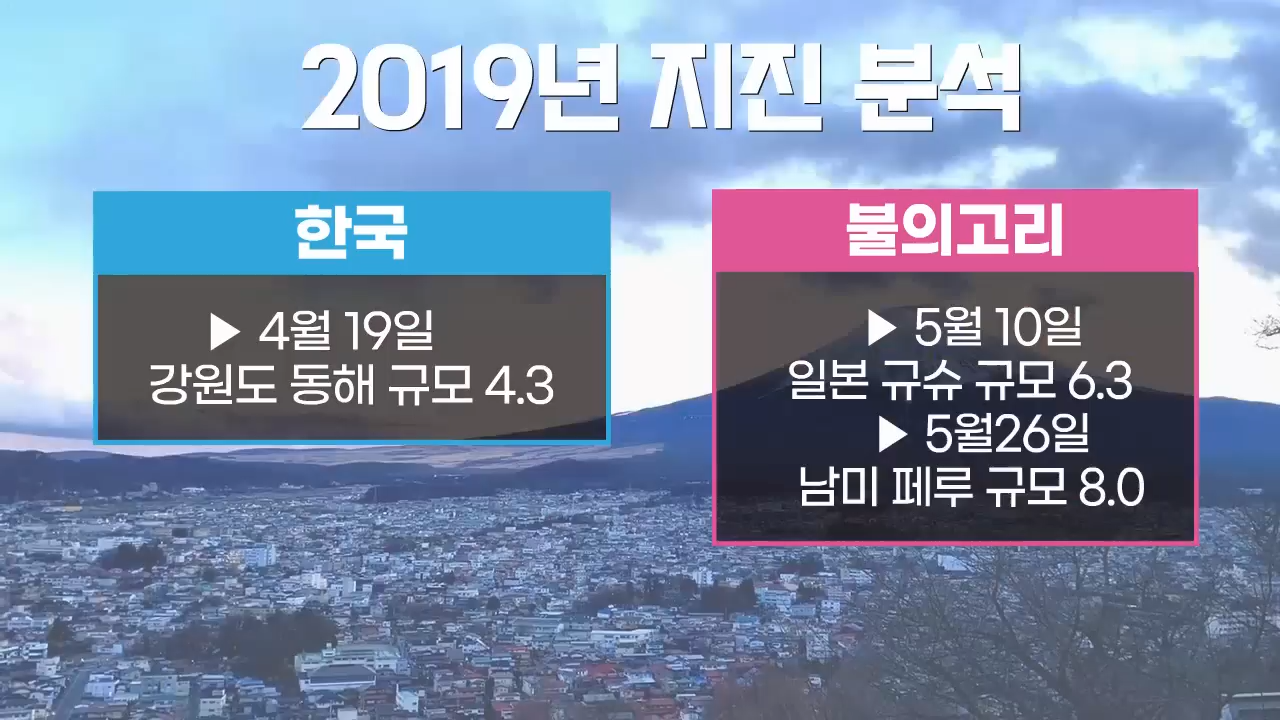 2019년 지진 분석
한국
▶ 4월 19일
강원도 동해 규모 4.3
불의고리
▶ 5월 10일
일본 규슈 규모 6.3
▶ 5월26일
남미 페루 규모 8.0